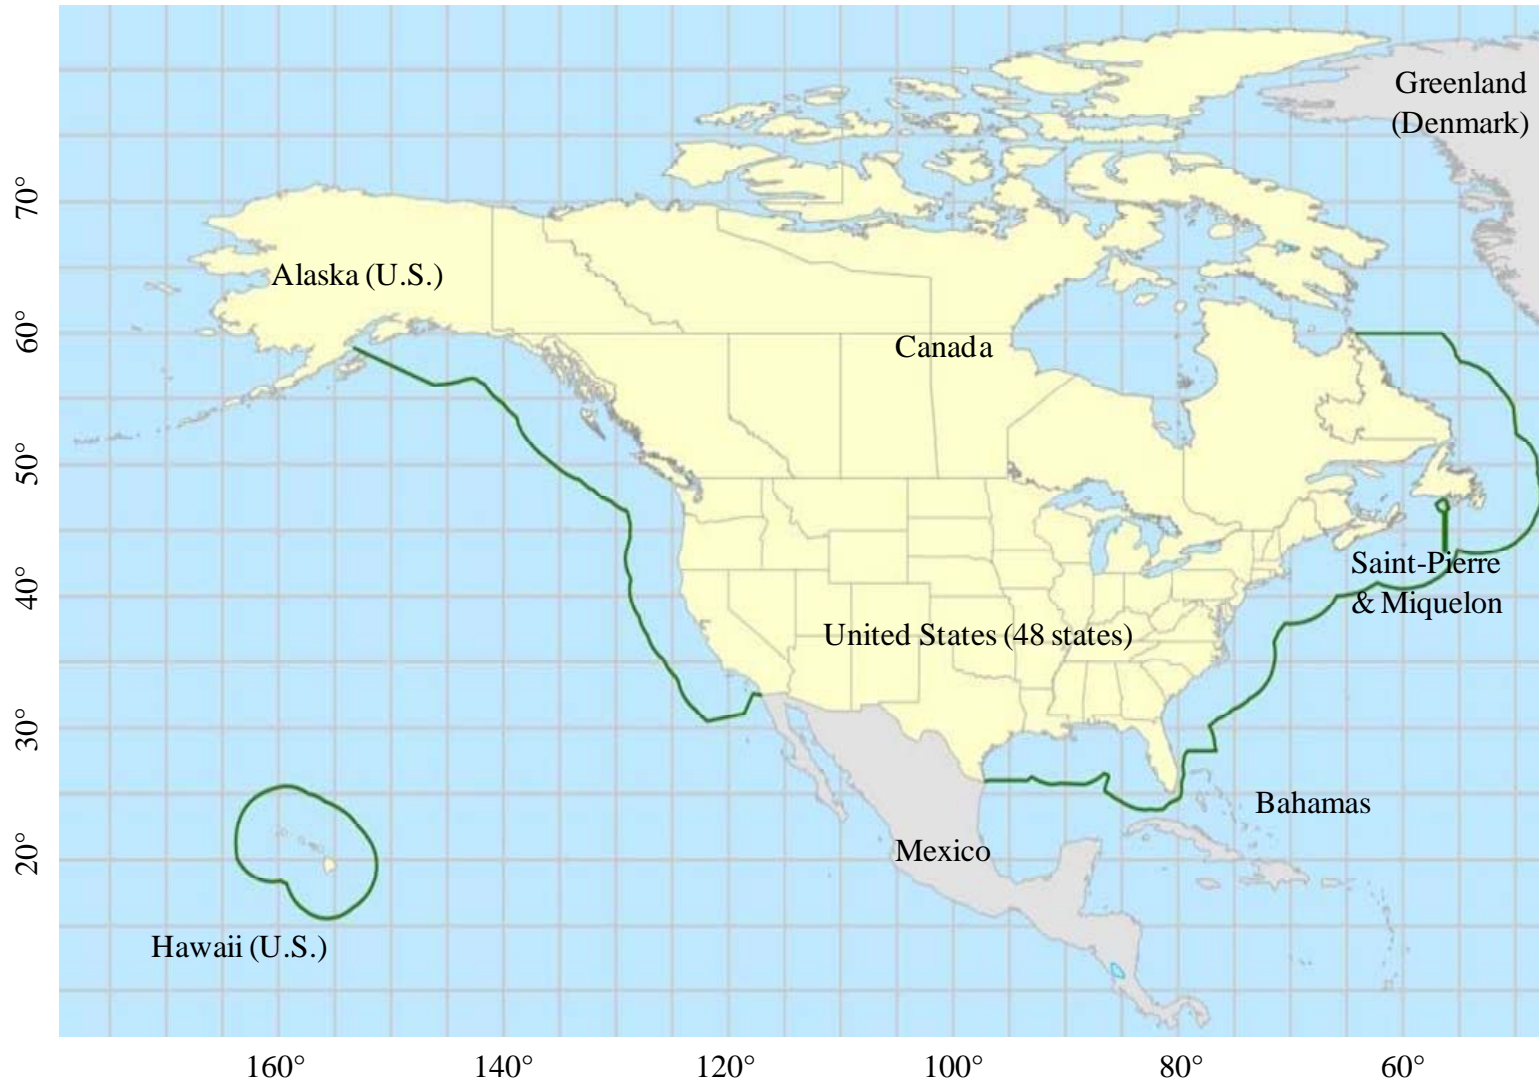 Greenland
(Denmark)
70°
Alaska (U.S.)
60°
Canada
50°
Saint-Pierre
& Miquelon
40°
United States (48 states)
30°
Bahamas
Mexico
20°
Hawaii (U.S.)
160°
140°
120°
100°
80°
60°